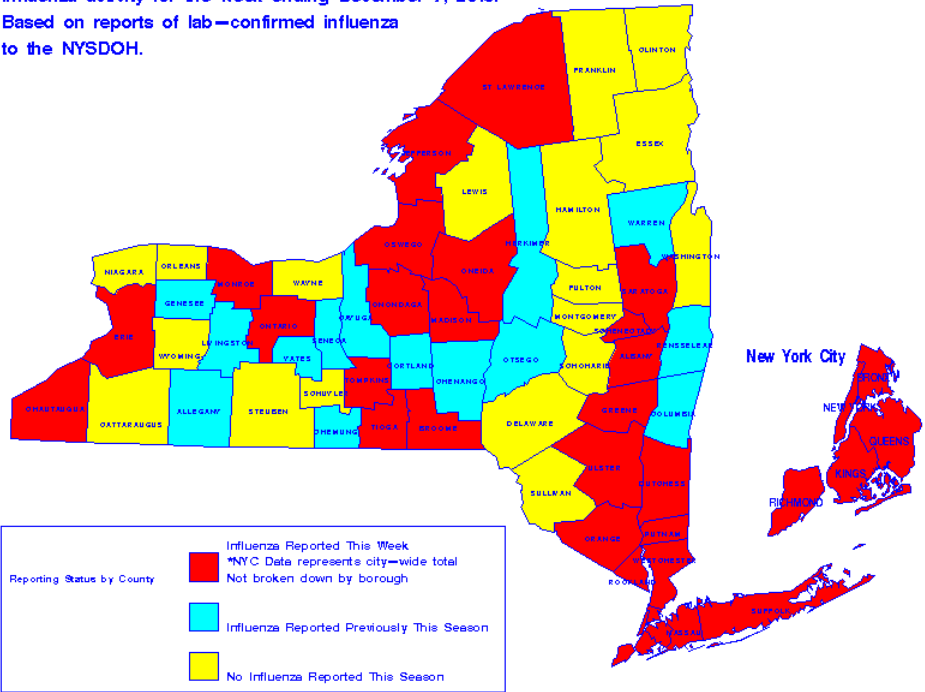 Based on reports of lab-confirmed influenza
to the NYSDOH.
CLINTON
FRANKLIN
ST LAWRENCE
ESSEX
JEFFERSON
LEWIS
HAMILTON
WARREN
HERKIMER
OSWEGO
WASHINGTON
ONEIDA
ORLEANS
NIAGARA
WAYNE
MONROE
FULTON
SARATOGA
GENESEE
ONONDAGA
CAYUGA
MADISON
MONTGOMERY
ONTARIO
SCHENECTADY
ERIE
SENECA
LIVINGSTON
RENSSELAER
WYOMING
YATES
OTSEGO
ALBANY
CORTLAND
SCHOHARIE
CHENANGO
New York City
TOMPKINS
BRONX
SCHUYLER
CHAUTAUQUA
ALLEGANY
STEUBEN
GREENE
COLUMBIA
NEW YORK
CATTARAUGUS
DELAWARE
CHEMUNG
TIOGA
BROOME
QUEENS
ULSTER
KINGS
DUTCHESS
SULLIVAN
RICHMOND
PUTNAM
ORANGE
WESTCHESTER
ROCKLAND
SUFFOLK
NASSAU
Influenza Reported This Week
*NYC Data represents city-wide total
Reporting Status by County
Not broken down by borough
Influenza Reported Previously This Season
No Influenza Reported This Season